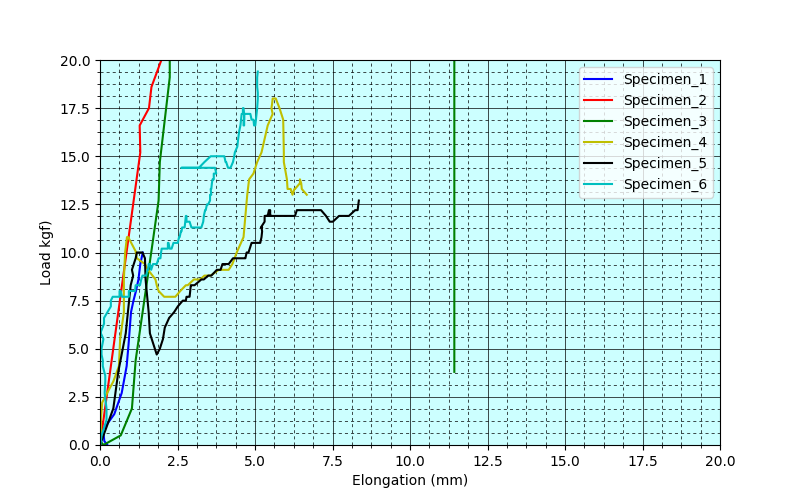 20.0
17.5
15.0
12.5
10.0
7.5
5.0
2.5
0.0
Load kgf)
Specimen_1
Specimen_2
Specimen_3
Specimen_4
Specimen_5
Specimen_6
0.0 2.5 5.0 7.5 10.0 12.5 15.0 17.5 20.0
Elongation (mm)